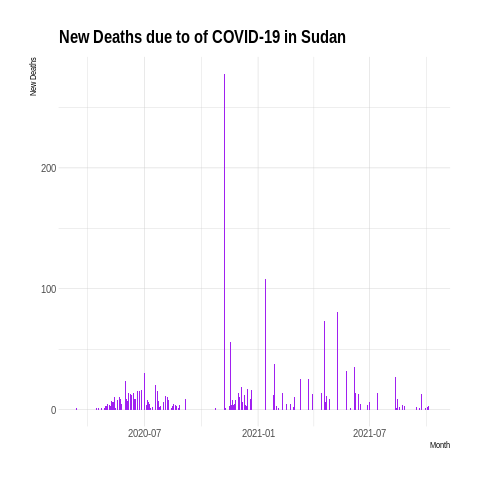 New Deaths due to of COVID-19 in Sudan
New Deaths
200
100
0
2020-07
2021-01
2021-07
Month